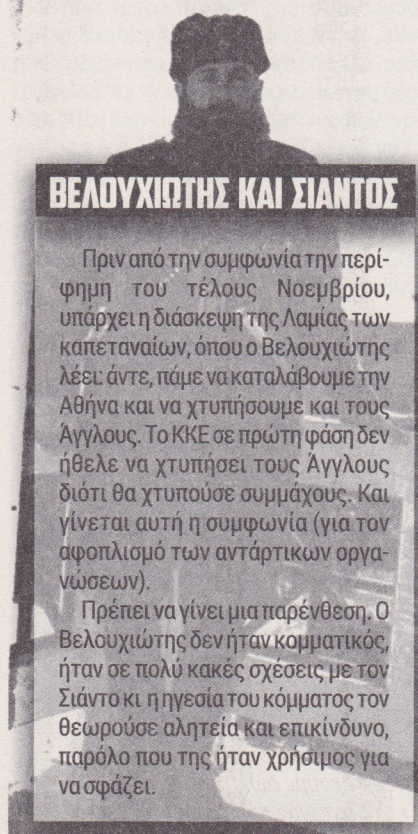 ΒΕΛΟΥΧΙΩΤΗΣ ΚΑΙ ΣΙΑΝΤΟΣ
Πριν από την συμφωνία την περί-
φημη του τέλους Νοεμβρίου,
υπάρχει η διάσκεψη της Λαμίας των
καπεταναίων, όπου ο Βελουχιώτης
λέει: άντε, πάμε να καταλάβουμε την
Αθήνα και να χτυπήσουμε και τους
Άγγλους. Το ΚΚΕ σε πρώτη φάση δεν
ήθελε να χτυπήσει τους Άγγλους
διότι θα χτυπούσε συμμάχους. Και
γίνεται αυτή η συμφωνία (για τον
αφοπλισμό των αντάρτικων οργα-
νώσεων).
Πρέπει να γίνει μια παρένθεση. Ο
Βελουχιώτης δεν ήταν κομματικός,
ήταν σε πολύ κακές σχέσεις με τον
Σιάντο κι η ηγεσία του κόμματος τον
θεωρούσε αλητεία και επικίνδυνο,
παρόλο που της ήταν χρήσιμος για
να σφάζει.